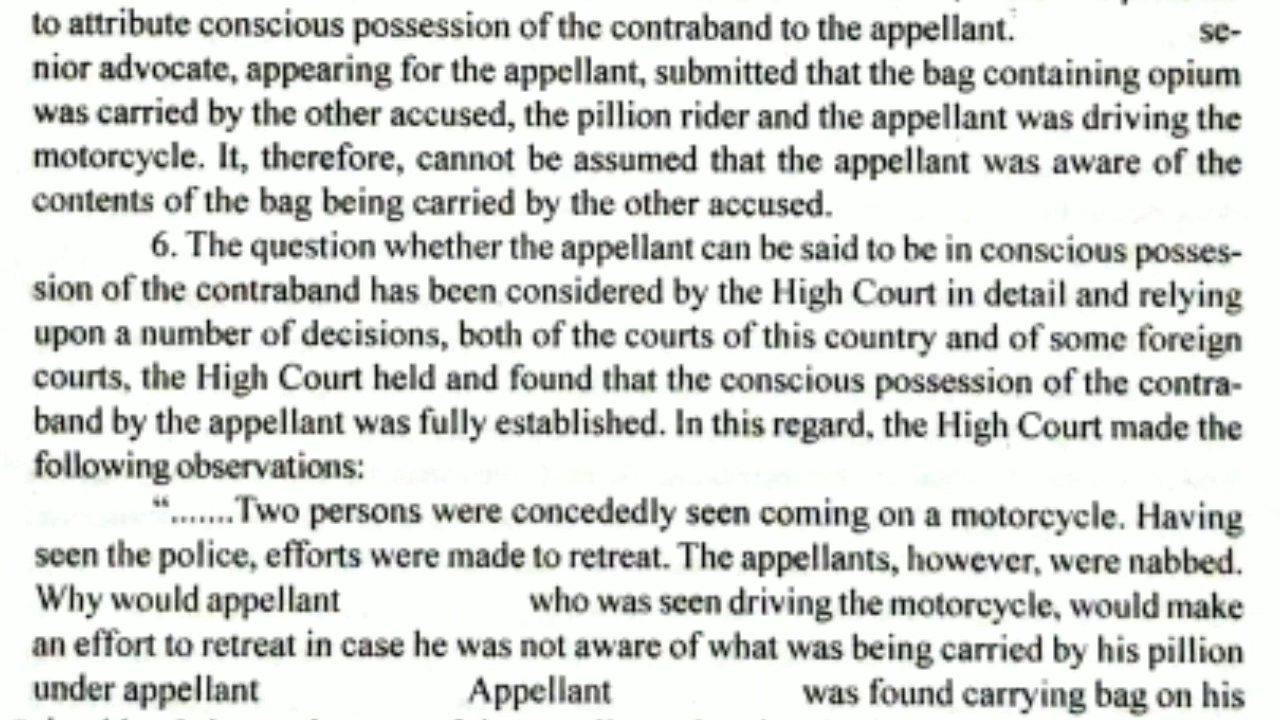 to attribute conscious possession of the contraband to the appellant. se-
nior advocate, appearing for the appellant, submitted that the bag containing opium
was carried by the other accused, the pillion rider and the appellant was driving the
motorcycle. It, therefore, cannot be assumed that the appellant was aware of the
contents of the bag being carried by the other accused.
6. The question whether the appellant can be said to be in conscious posses-
sion of the contraband has been considered by the High Court in detail and relying
upon a number of decisions, both of the courts of this country and of some foreign
courts, the High Court held and found that the conscious possession of the contra-
band by the appellant was fully established. In this regard, the High Court made the
following observations:
“.......Two persons were concededly seen coming on a motorcycle. Having
seen the police, efforts were made to retreat. The appellants, however, were nabbed.
Why would appellant who was seen driving the motorcycle, would make
an effort to retreat in case he was not aware of what was being carried by his pillion
under appellant Appellant was found carrying bag on his